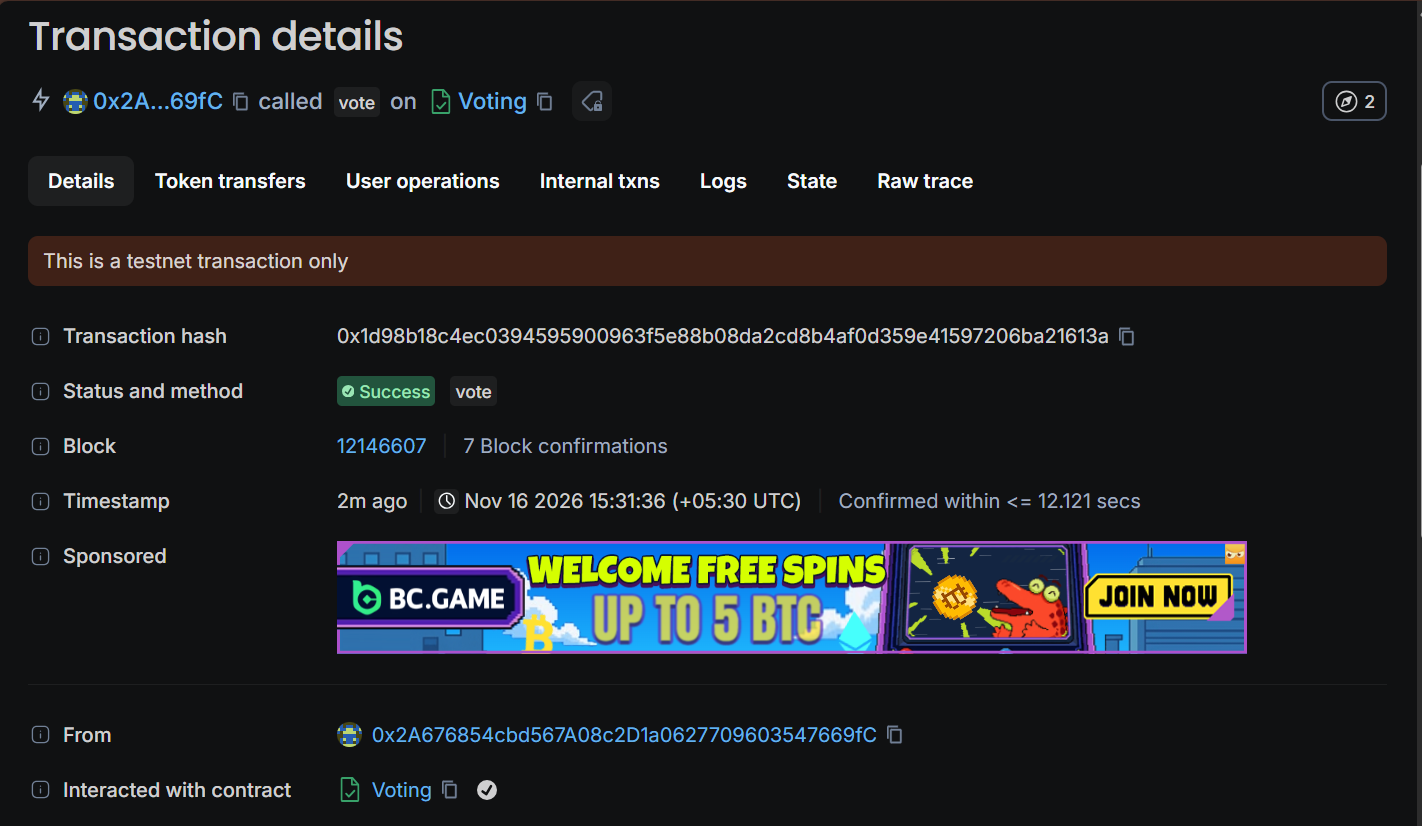 Transaction details
0x2A...69fC called vote on Voting
2
Details Token transfers User operations Internal txns Logs State Raw trace
This is a testnet transaction only
Transaction hash 0x1d98b18c4ec0394595900963f5e88b08da2cd8b4af0d359e41597206ba21613a
Status and method Success vote
Block 12146607 7 Block confirmations
Timestamp 2m ago Nov 16 2026 15:31:36 (+05:30 UTC) Confirmed within <= 12.121 secs
Sponsored
WELCOME FREE SPINS
BC.GAME UP TO 5 BTC JOIN NOW
From 0x2A676854cbd567A08c2D1a0627709603547669fC
Interacted with contract Voting